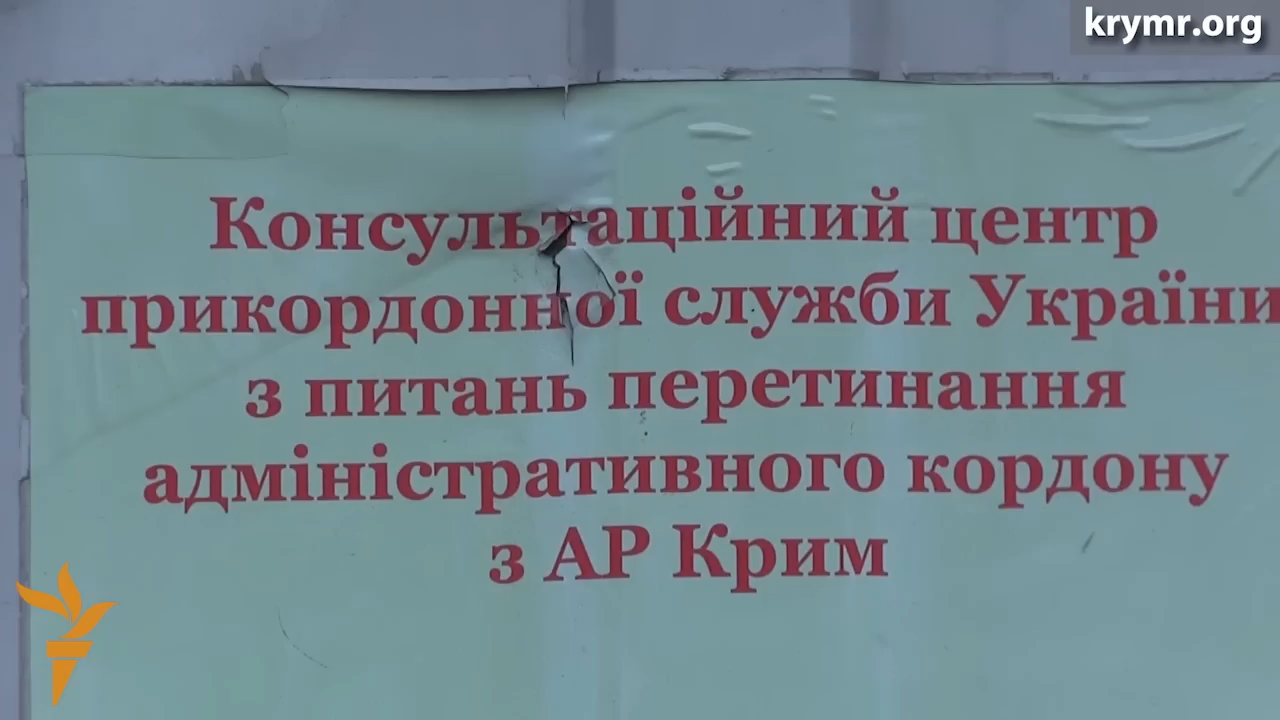 krymr.org
Консультаційний центр
прикордонної служби України
з питань перетинання
адміністративного кордону
з АР Крим